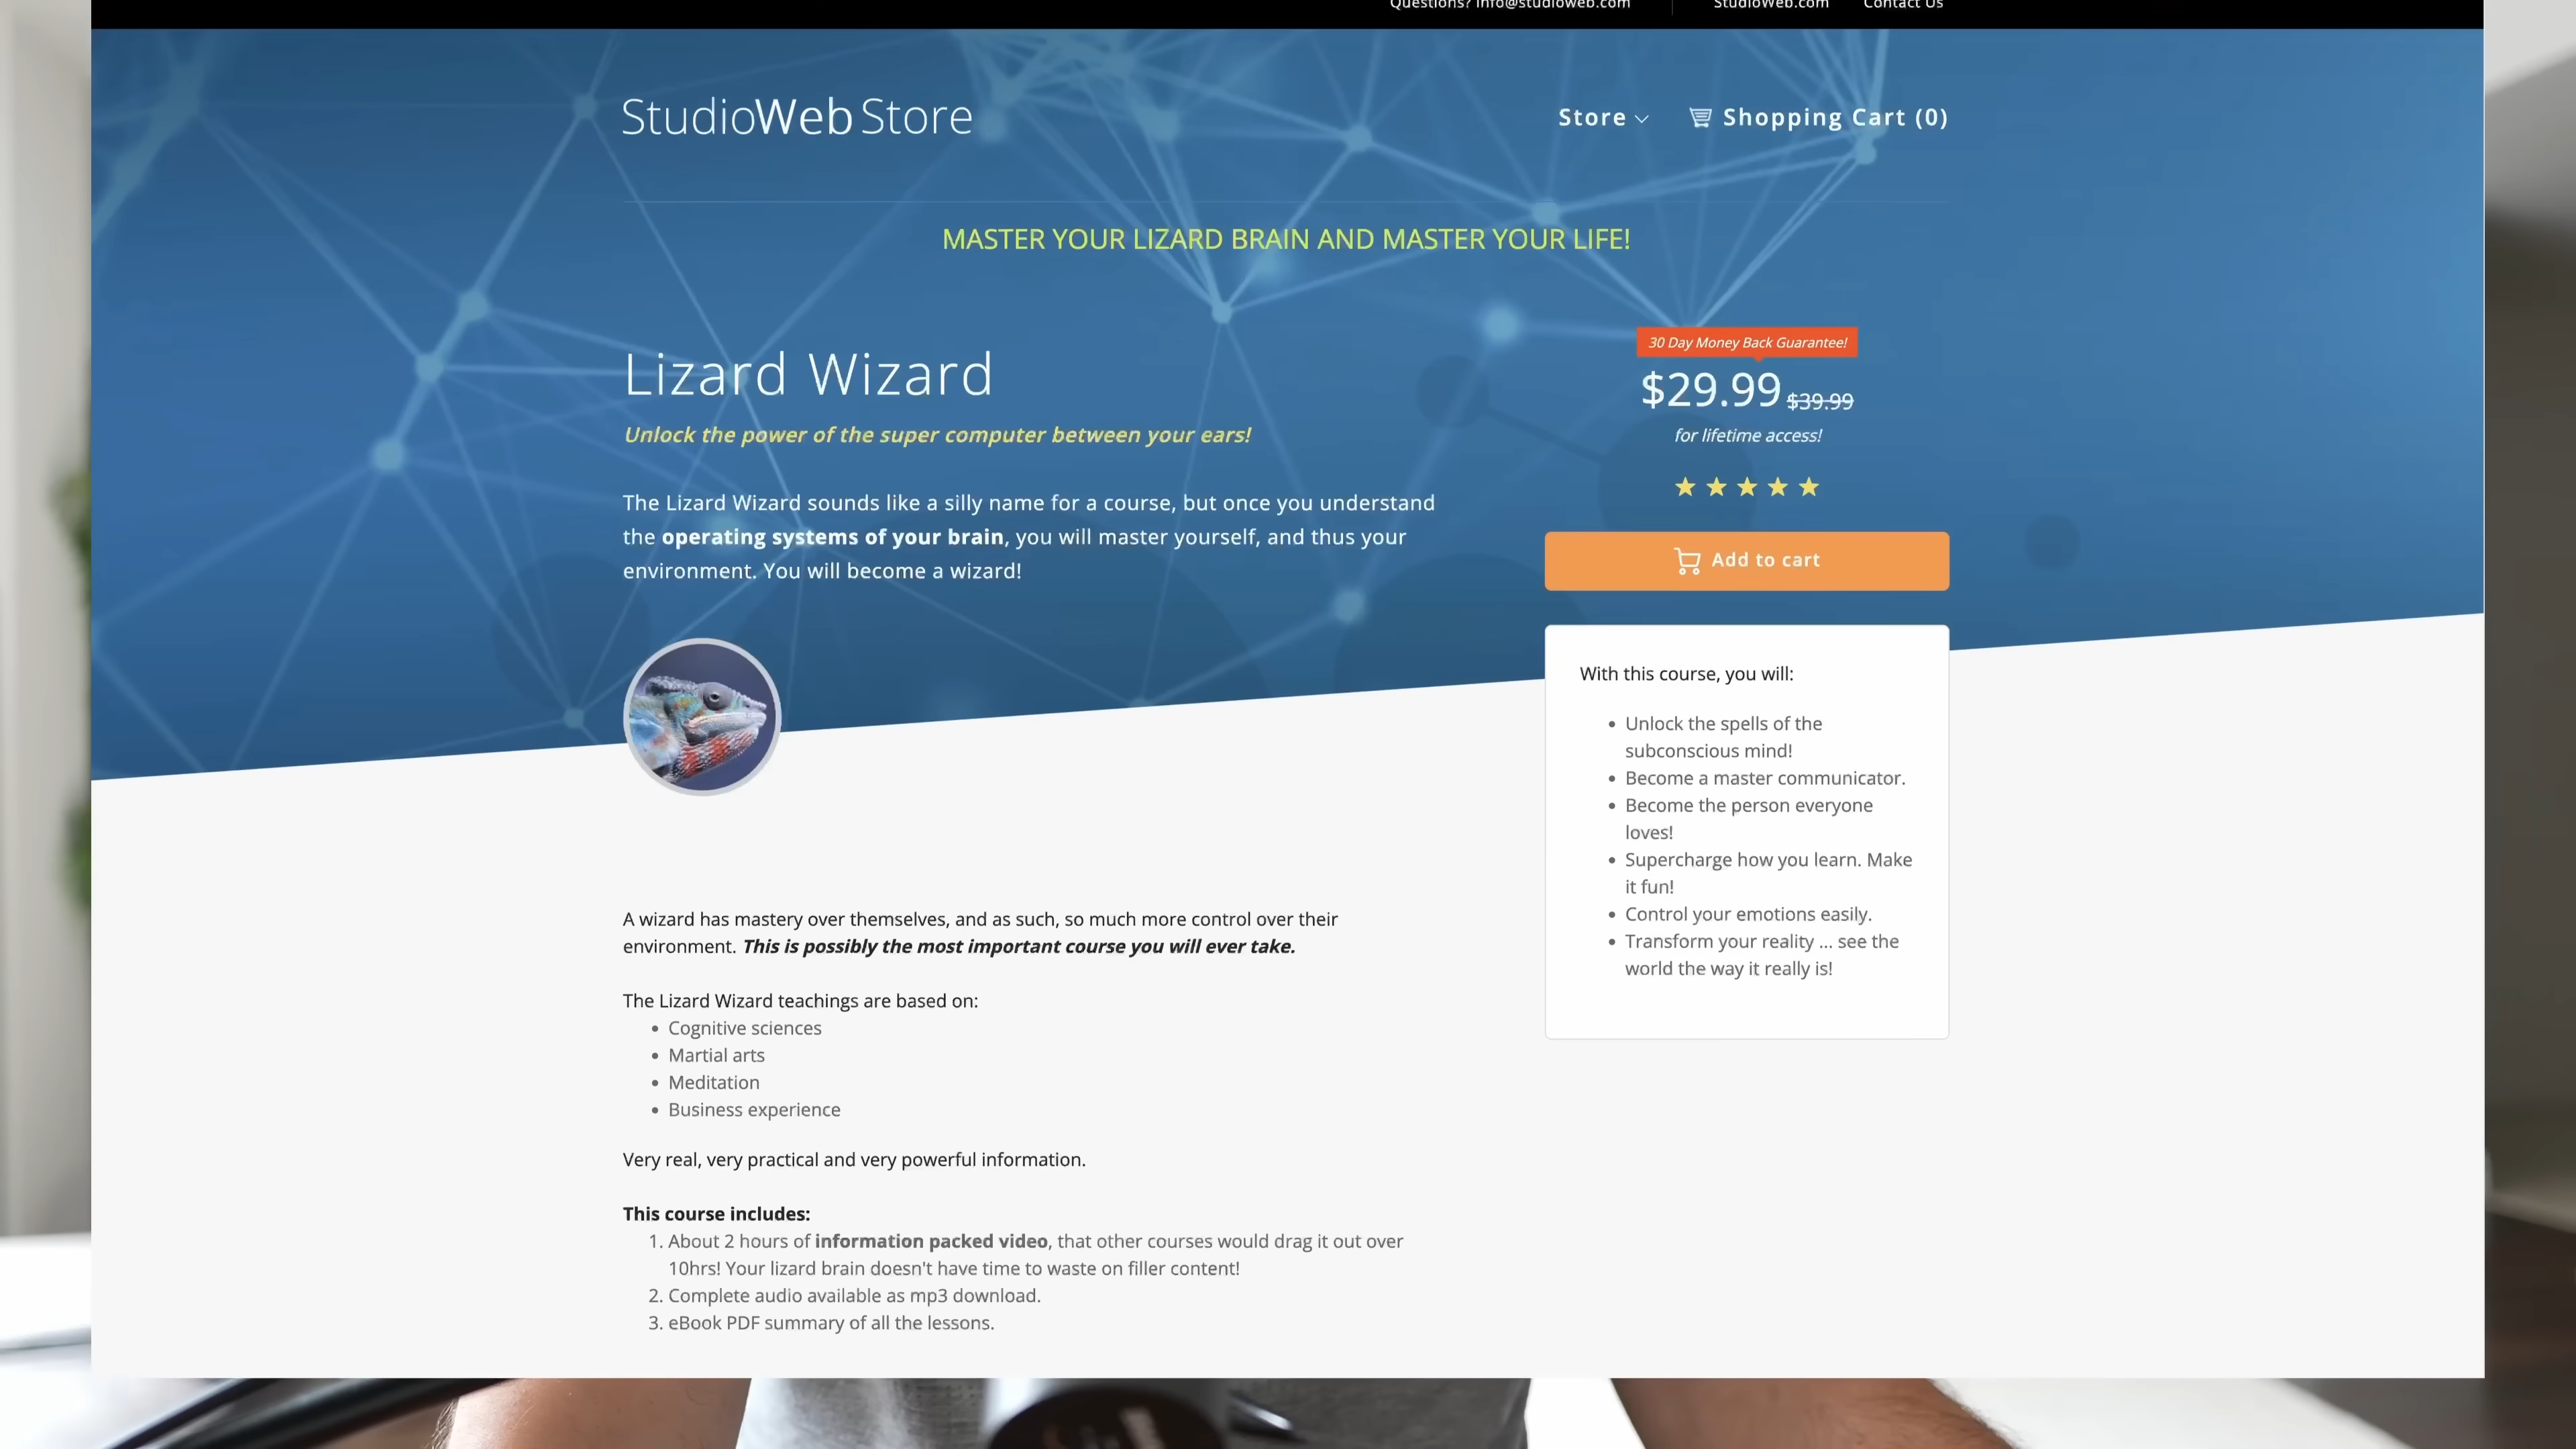 Questions? info@studioweb.com
StudioWeb.com
Contact Us
StudioWeb Store
Store
Shopping Cart (0)
MASTER YOUR LIZARD BRAIN AND MASTER YOUR LIFE!
Lizard Wizard
Unlock the power of the super computer between your ears!
The Lizard Wizard sounds like a silly name for a course, but once you understand
the operating systems of your brain, you will master yourself, and thus your
environment. You will become a wizard!
30 Day Money Back Guarantee!
$29.99 $39.99
for lifetime access!
Add to cart
With this course, you will:
• Unlock the spells of the
subconscious mind!
• Become a master communicator.
• Become the person everyone
loves!
• Supercharge how you learn. Make
it fun!
• Control your emotions easily.
• Transform your reality ... see the
world the way it really is!
A wizard has mastery over themselves, and as such, so much more control over their
environment. This is possibly the most important course you will ever take.
The Lizard Wizard teachings are based on:
• Cognitive sciences
• Martial arts
• Meditation
• Business experience
Very real, very practical and very powerful information.
This course includes:
1. About 2 hours of information packed video, that other courses would drag it out over
10hrs! Your lizard brain doesn't have time to waste on filler content!
2. Complete audio available as mp3 download.
3. eBook PDF summary of all the lessons.